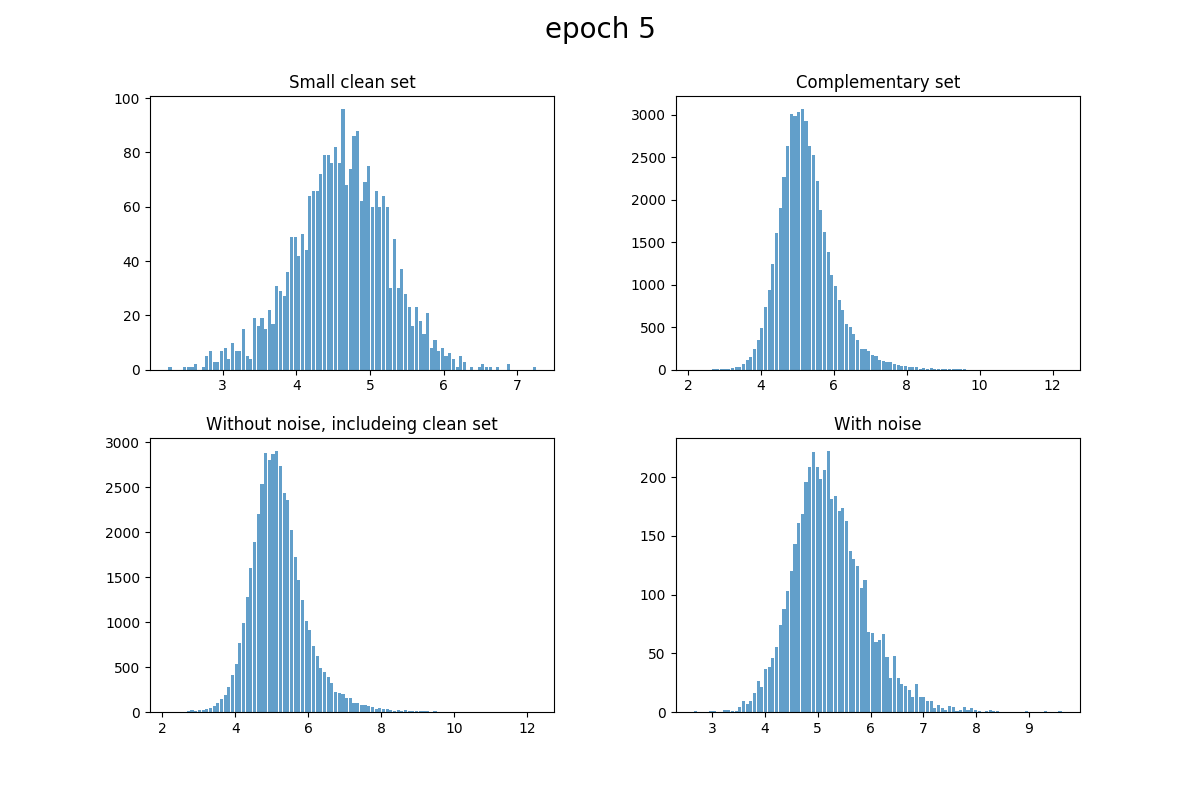 epoch 5
Small clean set
100
80
60
40
20
0
3 4 5 6 7
Complementary set
3000
2500
2000
1500
1000
500
0
2 4 6 8 10 12
Without noise, includeing clean set
3000
2500
2000
1500
1000
500
0
2 4 6 8 10 12
With noise
200
150
100
50
0
3 4 5 6 7 8 9